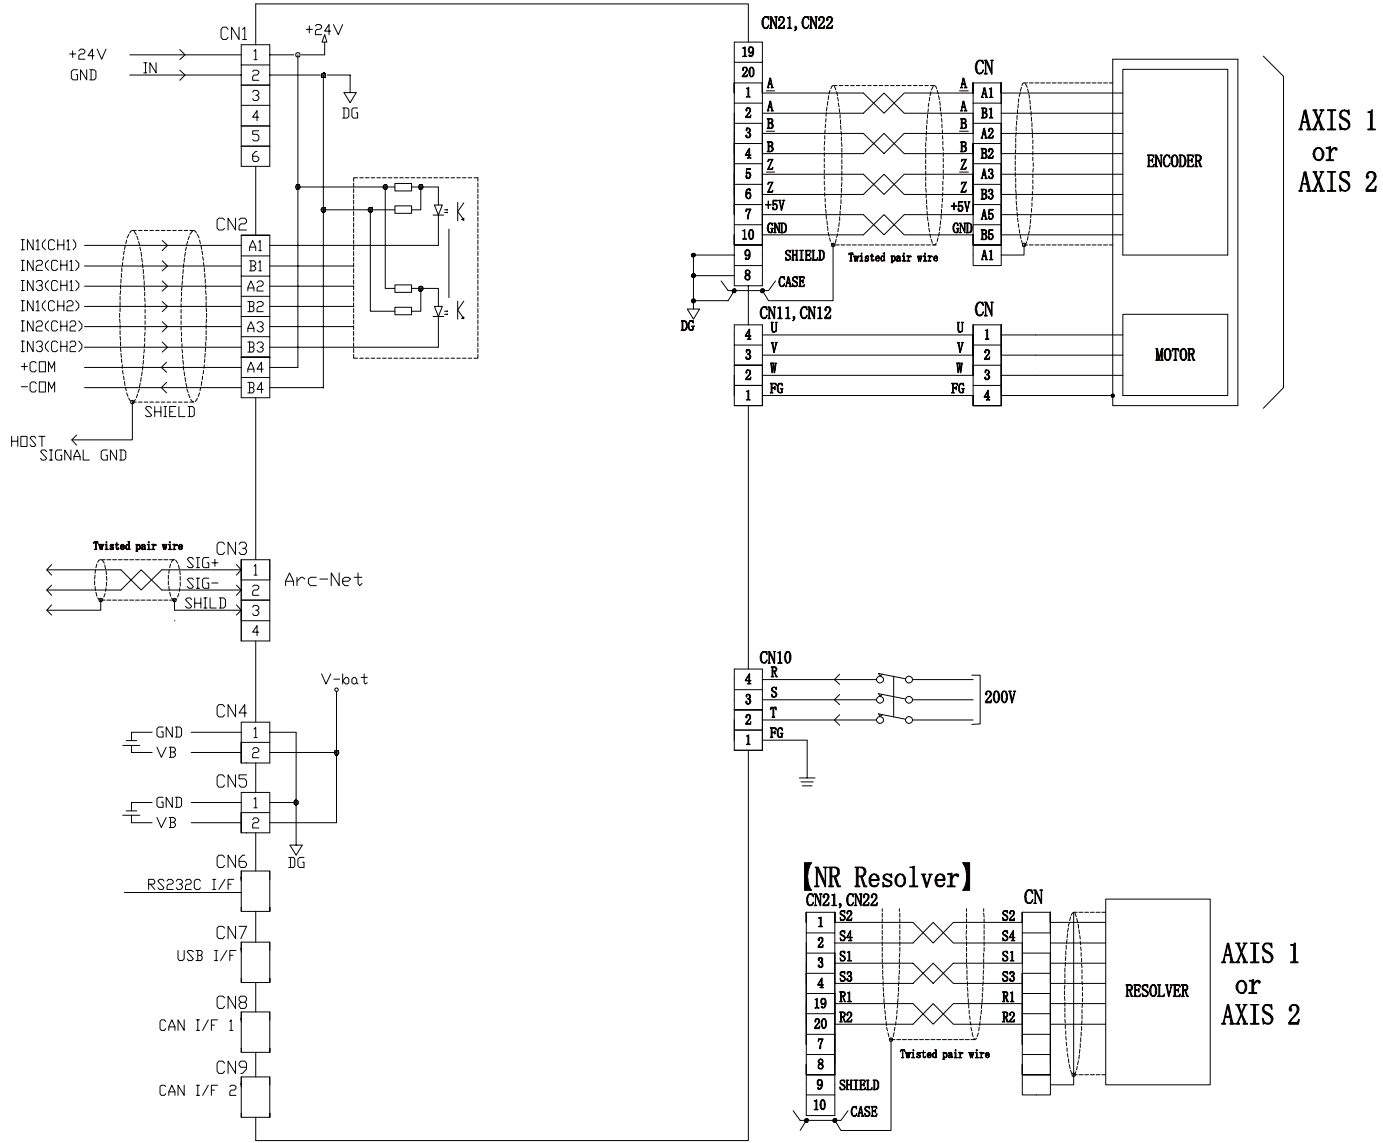 CN1
+24V
+24V
GND
IN
1
2
3
4
5
6
DG
CN2
IN1(CH1)
A1
IN2(CH1)
B1
IN3(CH1)
A2
IN1(CH2)
B2
IN2(CH2)
A3
IN3(CH2)
B3
+COM
A4
-COM
B4
K
K
SHIELD
HOST
SIGNAL GND
Twisted pair wire
CN3
SIG+
1
SIG-
2
SHILD
3
4
Arc-Net
V-bat
CN4
GND
1
VB
2
CN5
GND
1
VB
2
DG
CN6
RS232C I/F
CN7
USB I/F
CN8
CAN I/F 1
CN9
CAN I/F 2
CN21, CN22
19
20
CN
1 A A A1
2 A A B1
3 B B A2
4 B B B2
5 Z Z A3
6 Z Z B3
7 +5V +5V A5
10 GND GND B5
9 SHIELD Twisted pair wire A1
8 CASE
DG
ENCODER
AXIS 1
or
AXIS 2
CN11, CN12
CN
4 U U 1
3 V V 2
2 W W 3
1 FG FG 4
MOTOR
CN10
4 R
3 S
2 T
1 FG
200V
【NR Resolver】
CN21, CN22
CN
1 S2 S2
2 S4 S4
3 S1 S1
4 S3 S3
19 R1 R1
20 R2 R2
7
8
9 SHIELD
10
CASE
Twisted pair wire
RESOLVER
AXIS 1
or
AXIS 2